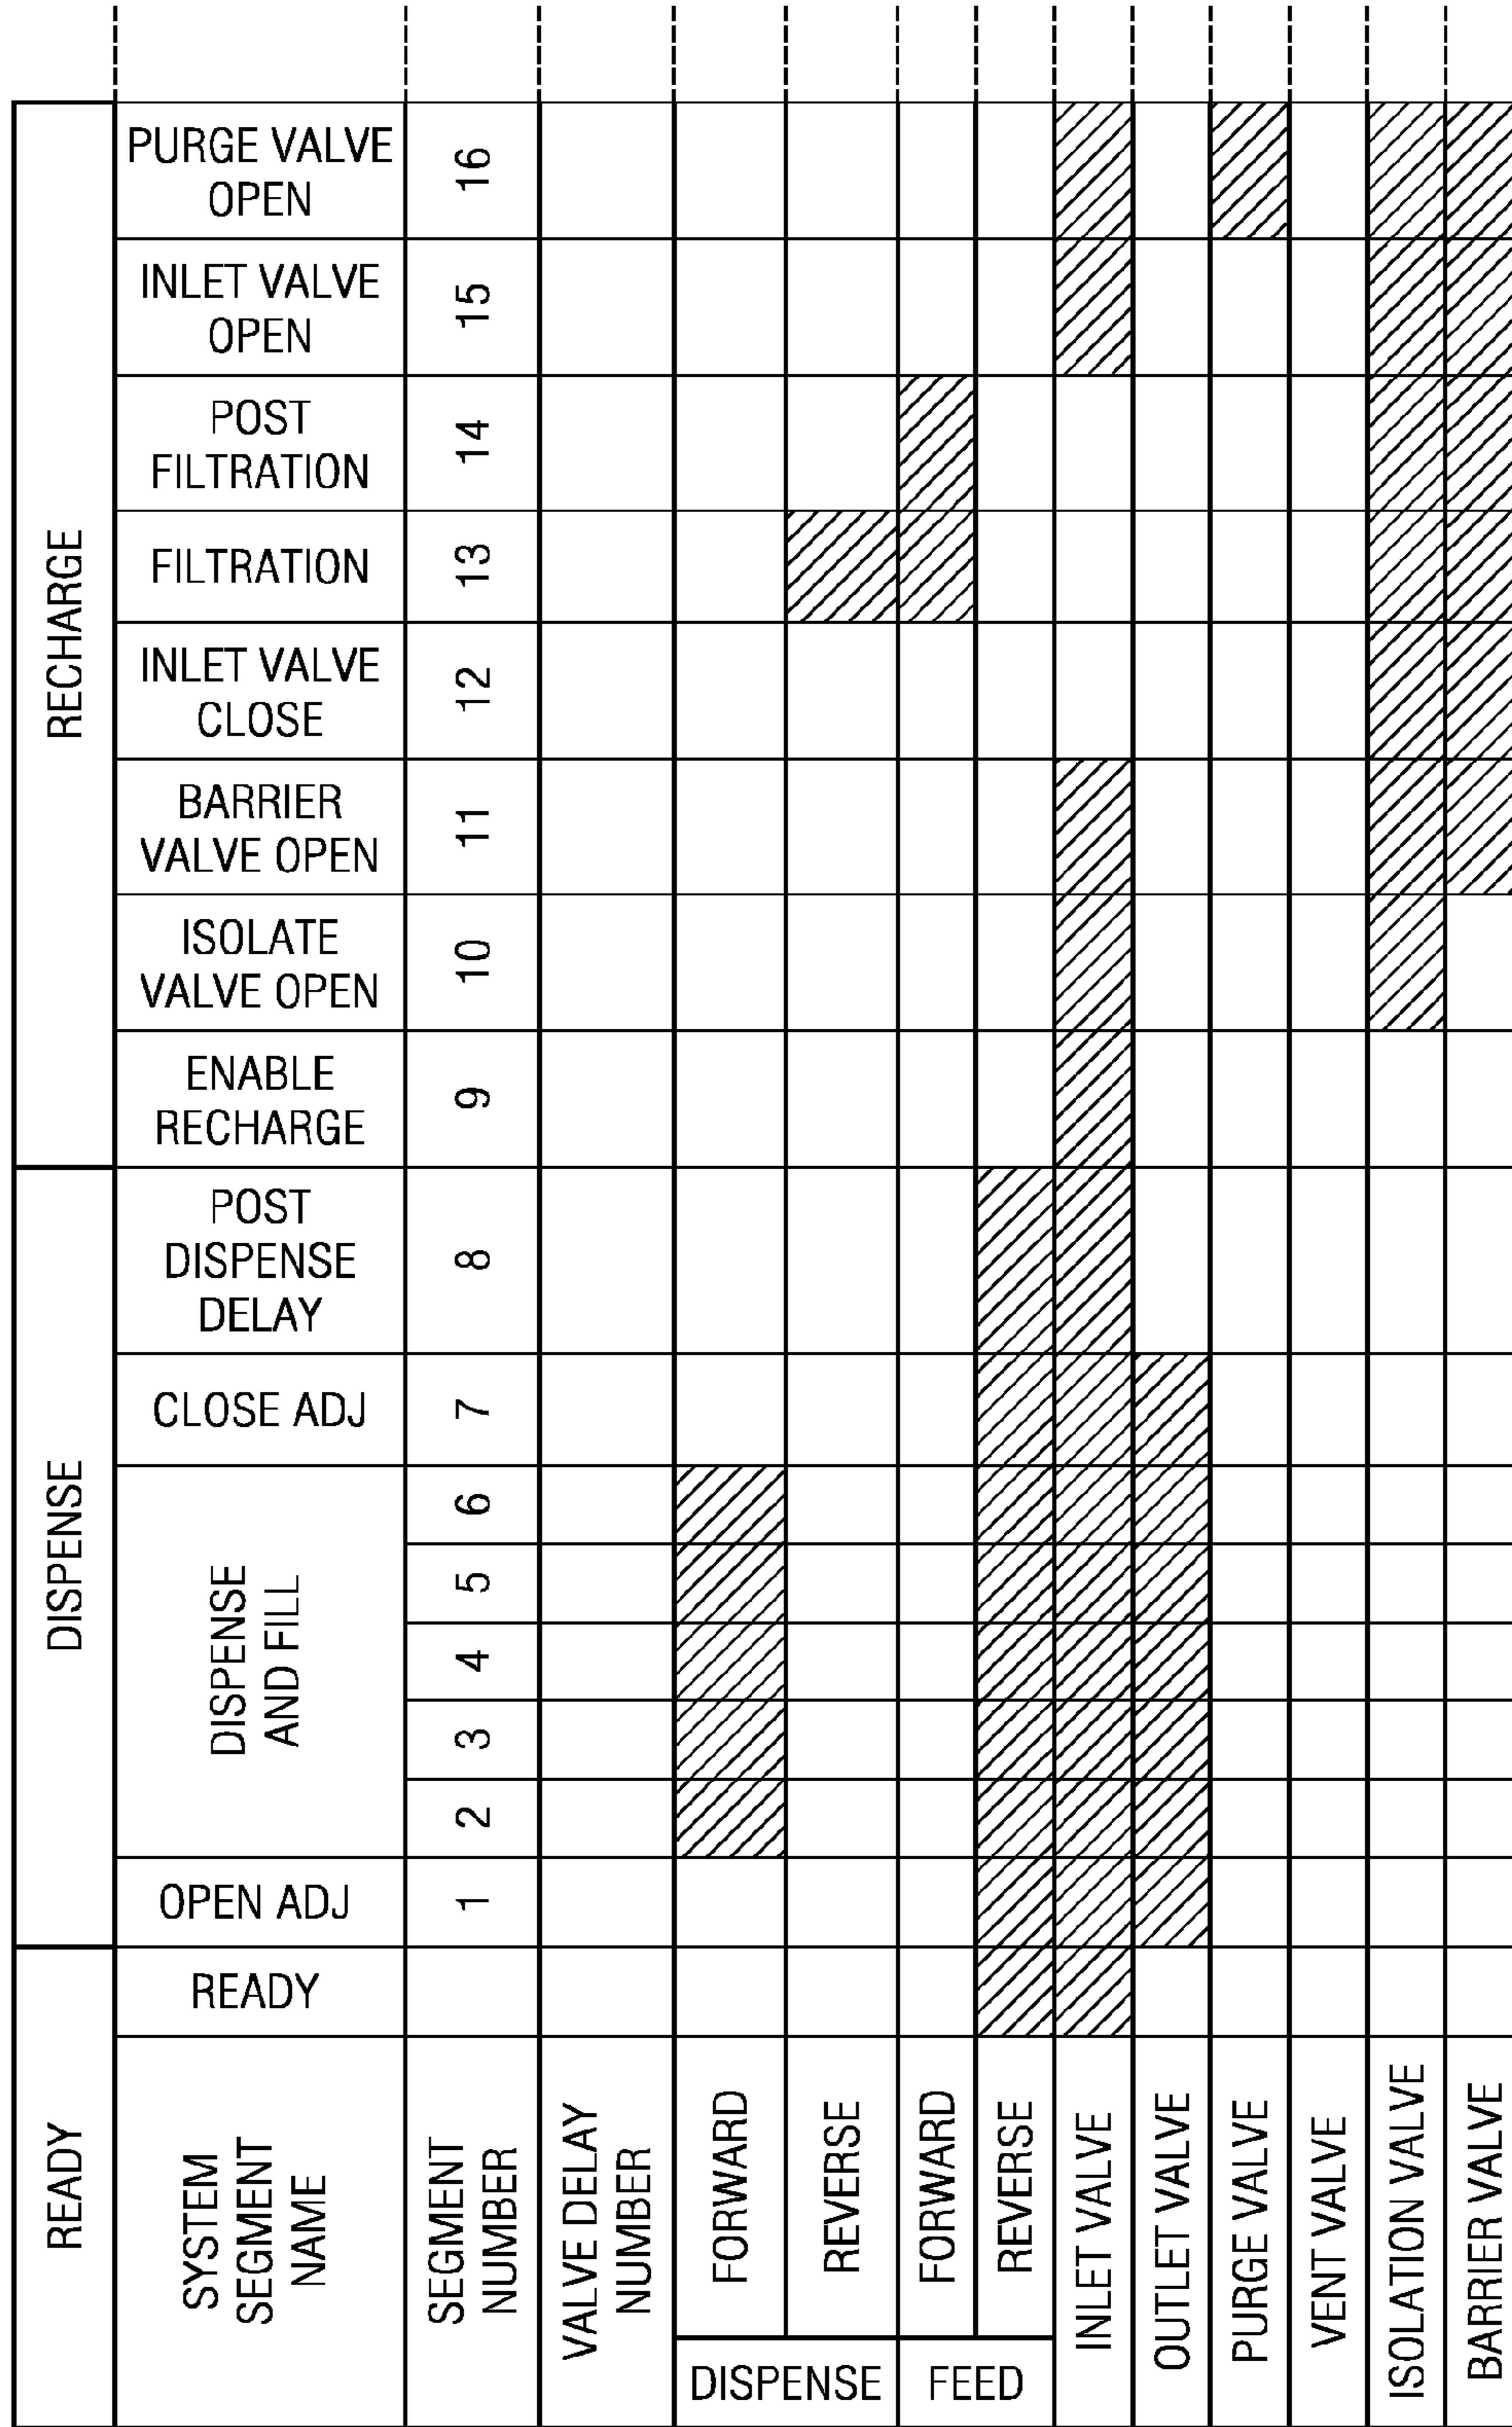 RECHARGE
DISPENSE
READY
PURGE VALVE
OPEN
INLET VALVE
OPEN
POST
FILTRATION
FILTRATION
INLET VALVE
CLOSE
BARRIER
VALVE OPEN
ISOLATE
VALVE OPEN
ENABLE
RECHARGE
POST
DISPENSE
DELAY
CLOSE ADJ
DISPENSE
AND FILL
OPEN ADJ
READY
SYSTEM
SEGMENT
NAME
16
15
14
13
12
11
10
9
8
7
6
5
4
3
2
1
SEGMENT
NUMBER
VALVE DELAY
NUMBER
FORWARD
REVERSE
DISPENSE
FORWARD
REVERSE
FEED
INLET VALVE
OUTLET VALVE
PURGE VALVE
VENT VALVE
ISOLATION VALVE
BARRIER VALVE